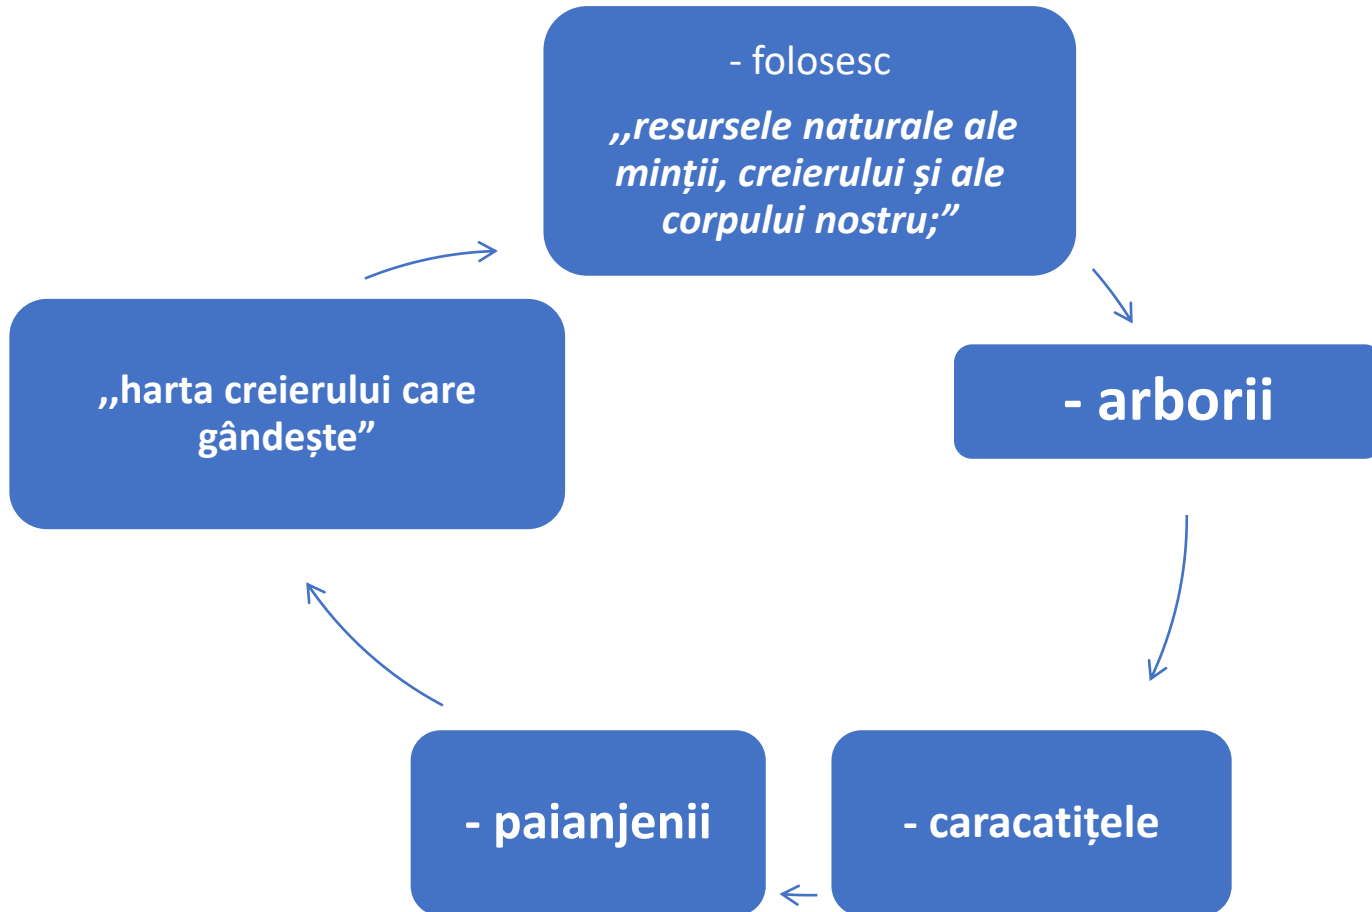 - folosesc
,,resursele naturale ale
minții, creierului și ale
corpului nostru;”
- arborii
- caracatițele
- paianjenii
,,harta creierului care
gândește”